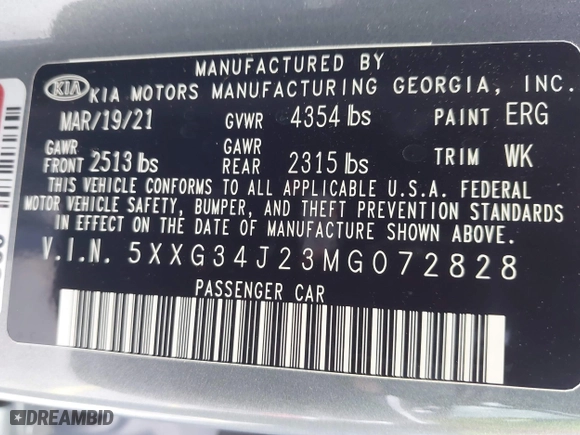 MANUFACTURED BY
KIA KIA MOTORS MANUFACTURING GEORGIA, INC.
MAR/19/21 GVWR 4354 lbs PAINT ERG
GAWR FRONT 2513 lbs GAWR REAR 2315 lbs TRIM WK
THIS VEHICLE CONFORMS TO ALL APPLICABLE U.S.A. FEDERAL
MOTOR VEHICLE SAFETY, BUMPER, AND THEFT PREVENTION STANDARDS
IN EFFECT ON THE DATE OF MANUFACTURE SHOWN ABOVE.
V.I.N. 5XXG34J23MG072828
PASSENGER CAR
DREAMBID